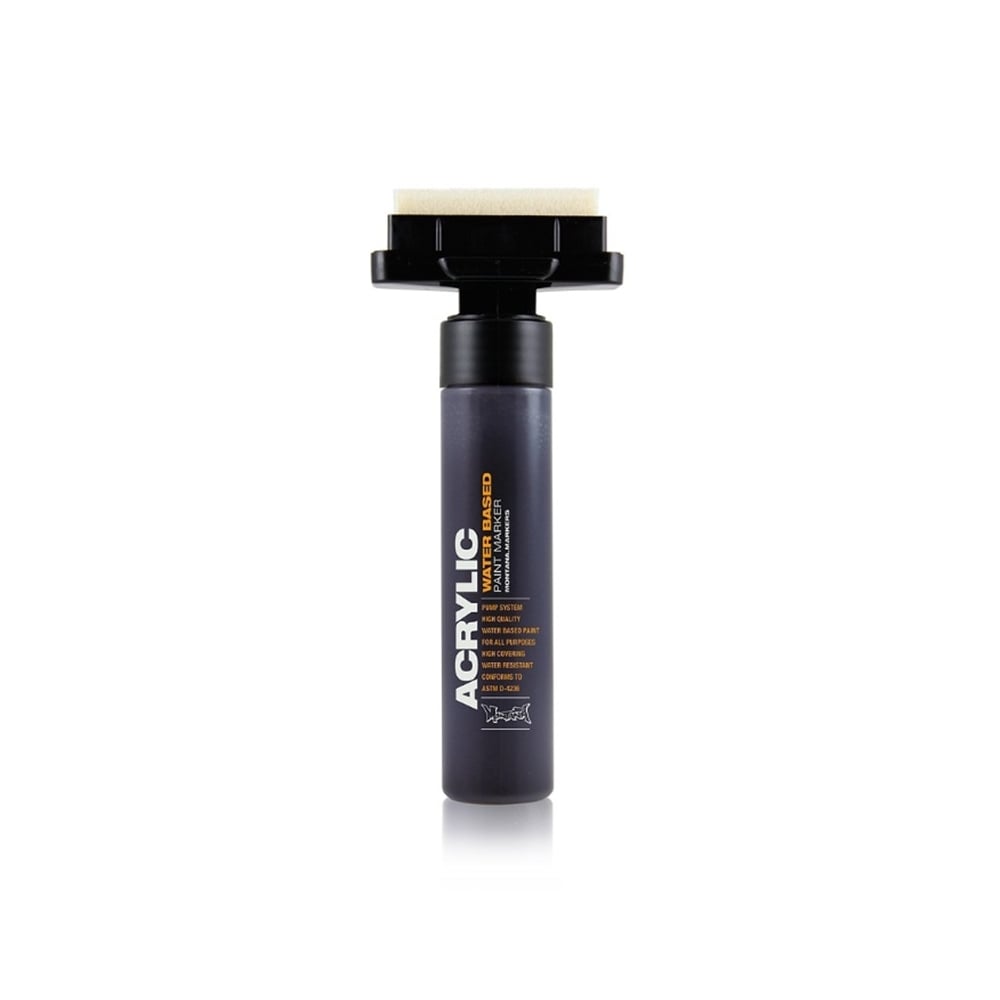 ACRYLIC
WATER BASED
PAINT MARKER
MONTANA.MARKERS
PUMP SYSTEM
HIGH QUALITY
WATER BASED PAINT
FOR ALL PURPOSES
HIGH COVERING
WATER RESISTANT
CONFORMS TO
ASTM D-4236
MONTANA